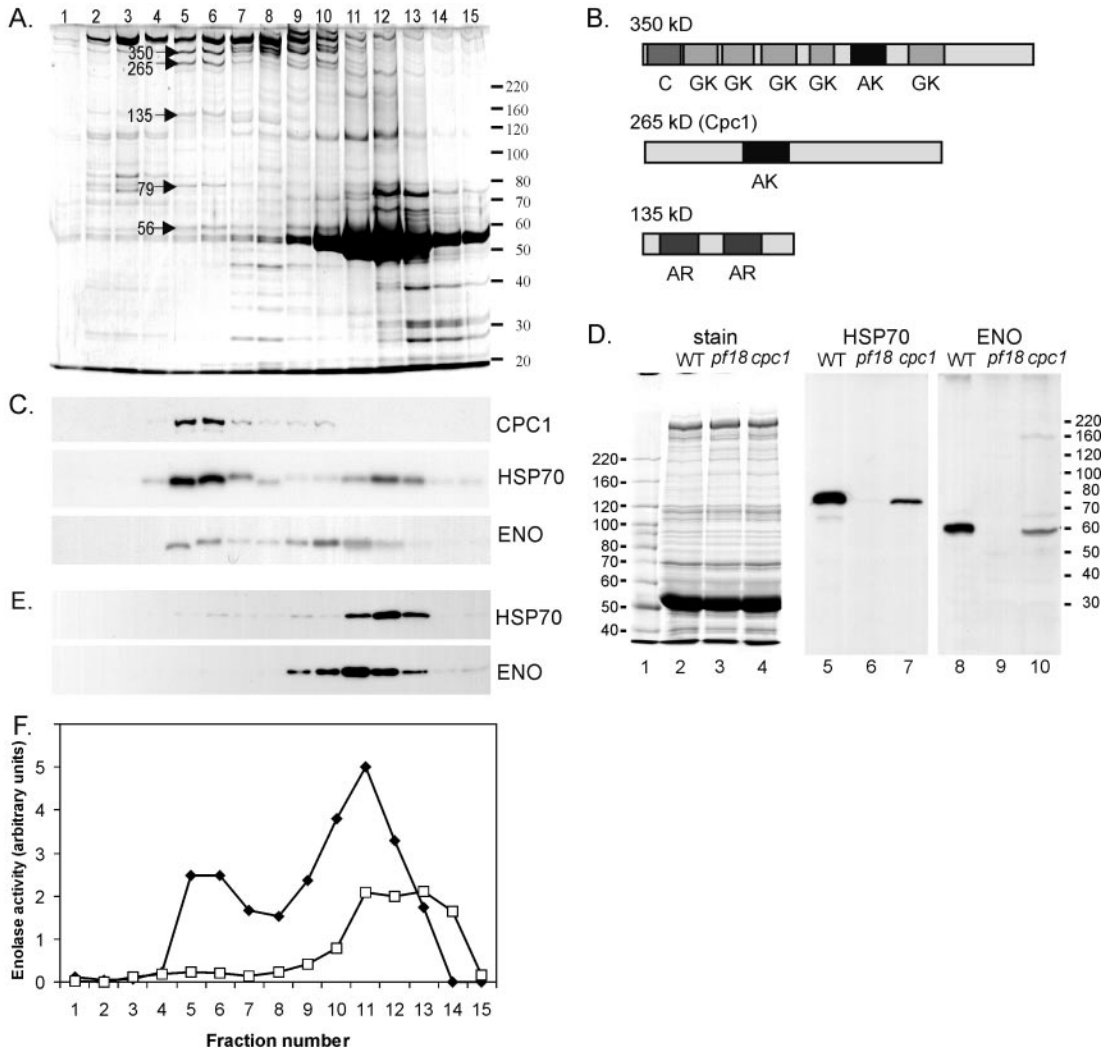 A.
1 2 3 4 5 6 7 8 9 10 11 12 13 14 15
350
265
135
79
56
220
160
120
100
80
70
60
50
40
30
20
B.
350 kD
C GK GK GK GK AK GK
265 kD (Cpc1)
AK
135 kD
AR AR
C.
CPC1
HSP70
ENO
D.
stain HSP70 ENO
WT pf18 cpc1 WT pf18 cpc1 WT pf18 cpc1
220
160
120
100
80
70
60
50
40
220
160
120
100
80
70
60
50
40
30
1 2 3 4 5 6 7 8 9 10
E.
HSP70
ENO
F.
Enolase activity (arbitrary units)
5
4
3
2
1
0
1 2 3 4 5 6 7 8 9 10 11 12 13 14 15
Fraction number